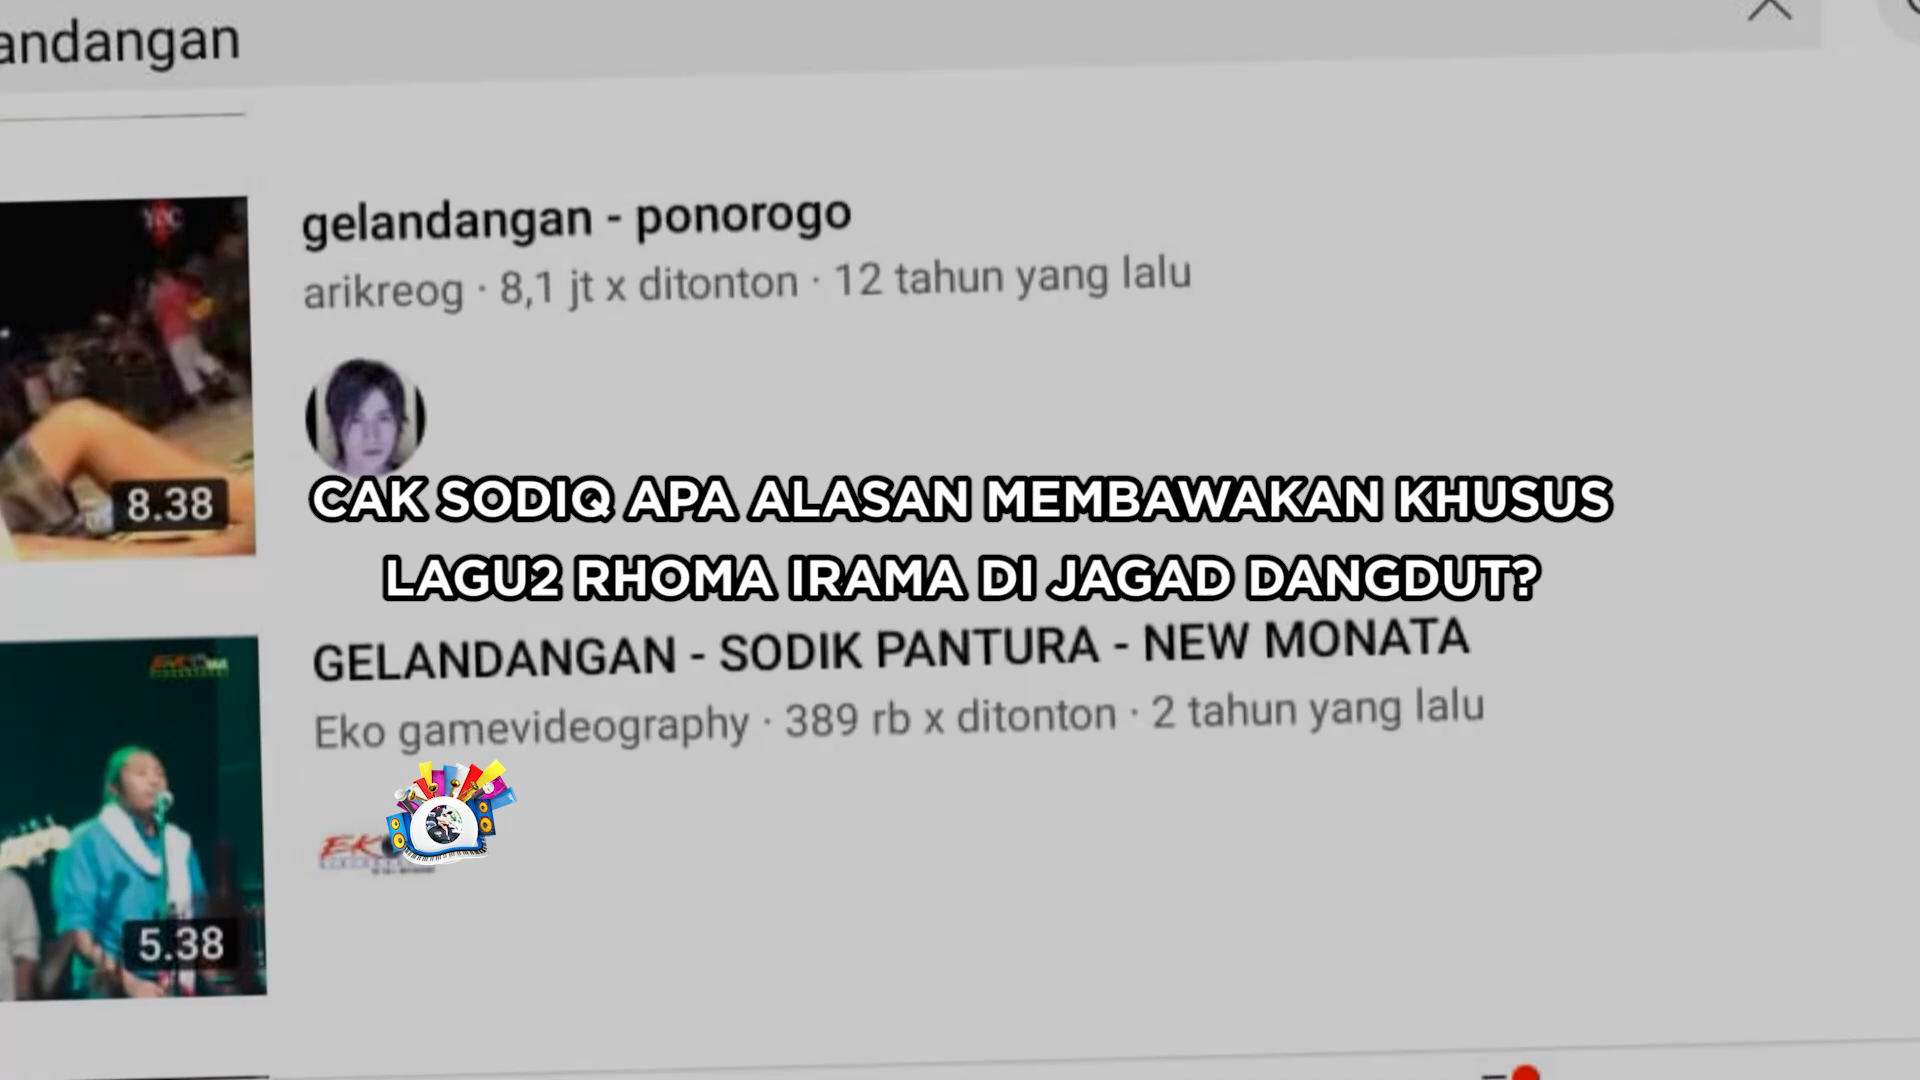 andangan
gelandangan - ponorogo
arikreog · 8,1 jt x ditonton · 12 tahun yang lalu
8.38
CAK SODIQ APA ALASAN MEMBAWAKAN KHUSUS
LAGU2 RHOMA IRAMA DI JAGAD DANGDUT?
GELANDANGAN - SODIK PANTURA - NEW MONATA
Eko gamevideography · 389 rb x ditonton · 2 tahun yang lalu
5.38